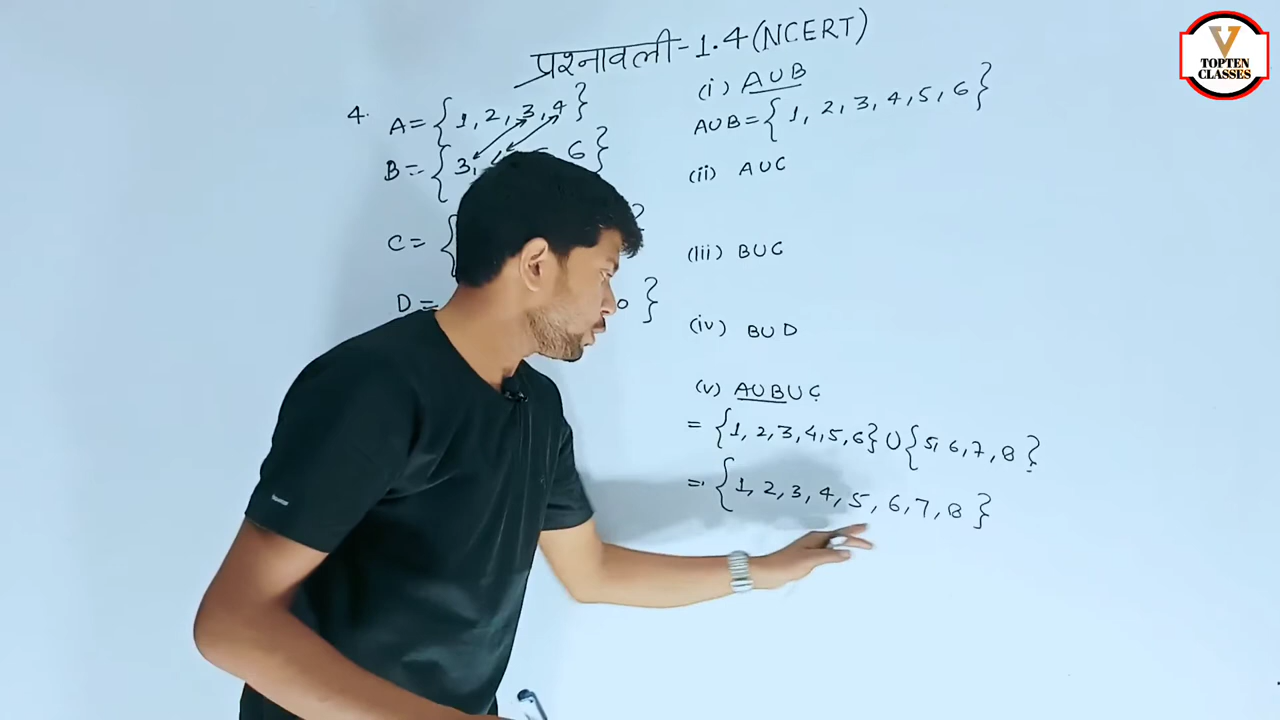 प्रश्नावली-1.4 (NCERT)
4. A = {1, 2, 3, 4}
B = {3, 6}
C = { }
D = }
(i) A∪B
A∪B = {1, 2, 3, 4, 5, 6}
(ii) A∪C
(iii) B∪C
(iv) B∪D
(v) A∪B∪C
= {1, 2, 3, 4, 5, 6} ∪ {5, 6, 7, 8}
= {1, 2, 3, 4, 5, 6, 7, 8}
V
TOPTEN
CLASSES